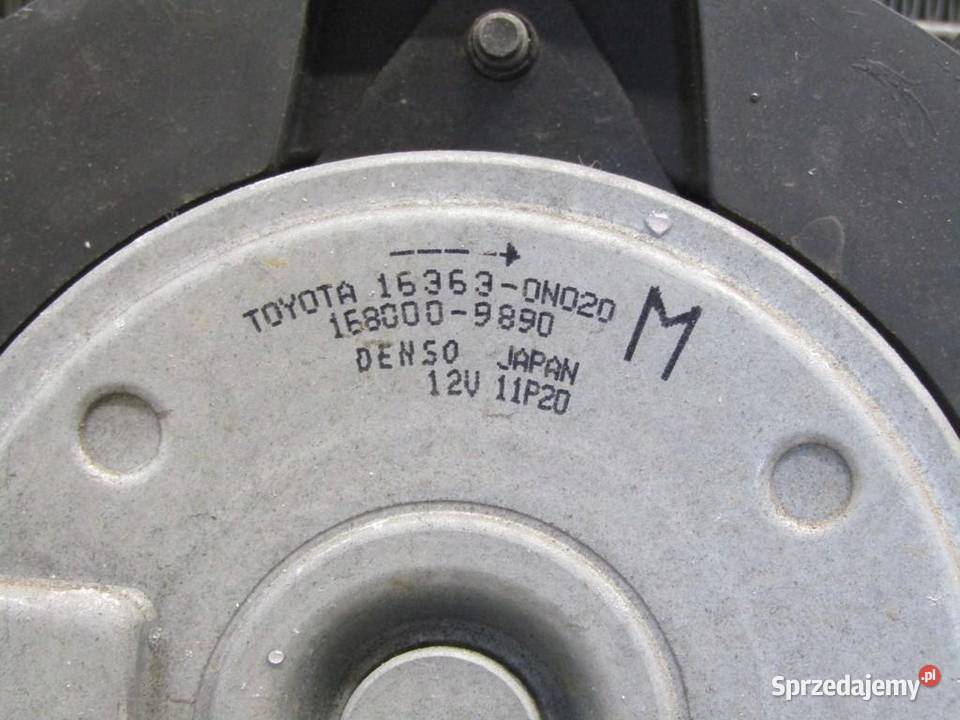 TOYOTA 16363-0N020
168000-9890
M
DENSO JAPAN
12V 11P20
Sprzedajemy.pl